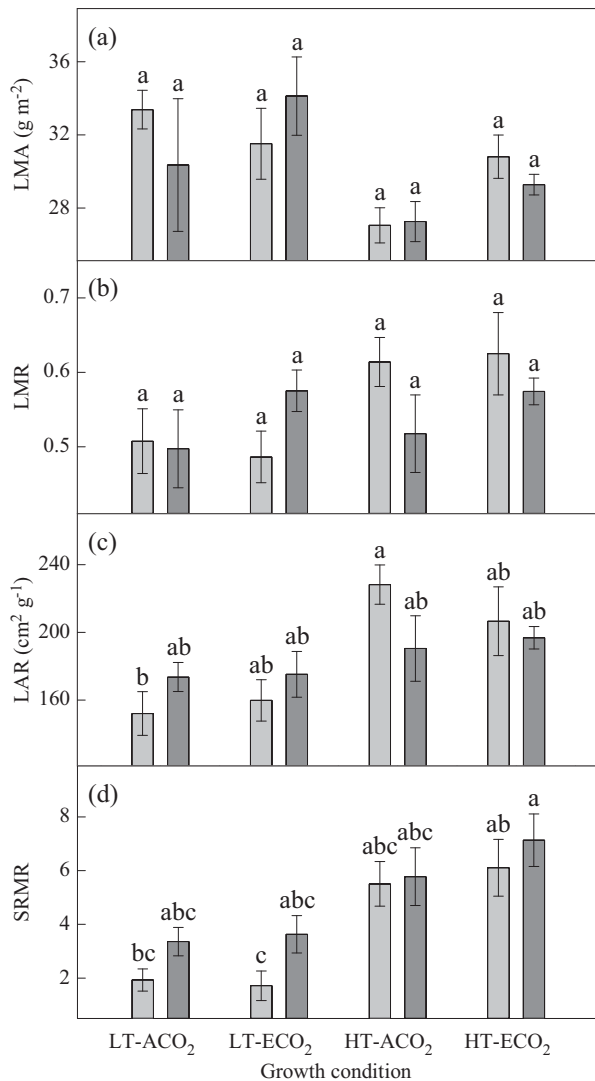 (a)
a a a a a a a a
36
32
28
LMA (g m⁻²)
(b)
a a a a a a a a
0.7
0.6
0.5
LMR
(c)
b ab ab ab a ab ab ab
240
200
160
LAR (cm² g⁻¹)
(d)
bc abc c abc abc abc ab a
8
6
4
2
SRMR
LT-ACO₂ LT-ECO₂ HT-ACO₂ HT-ECO₂
Growth condition